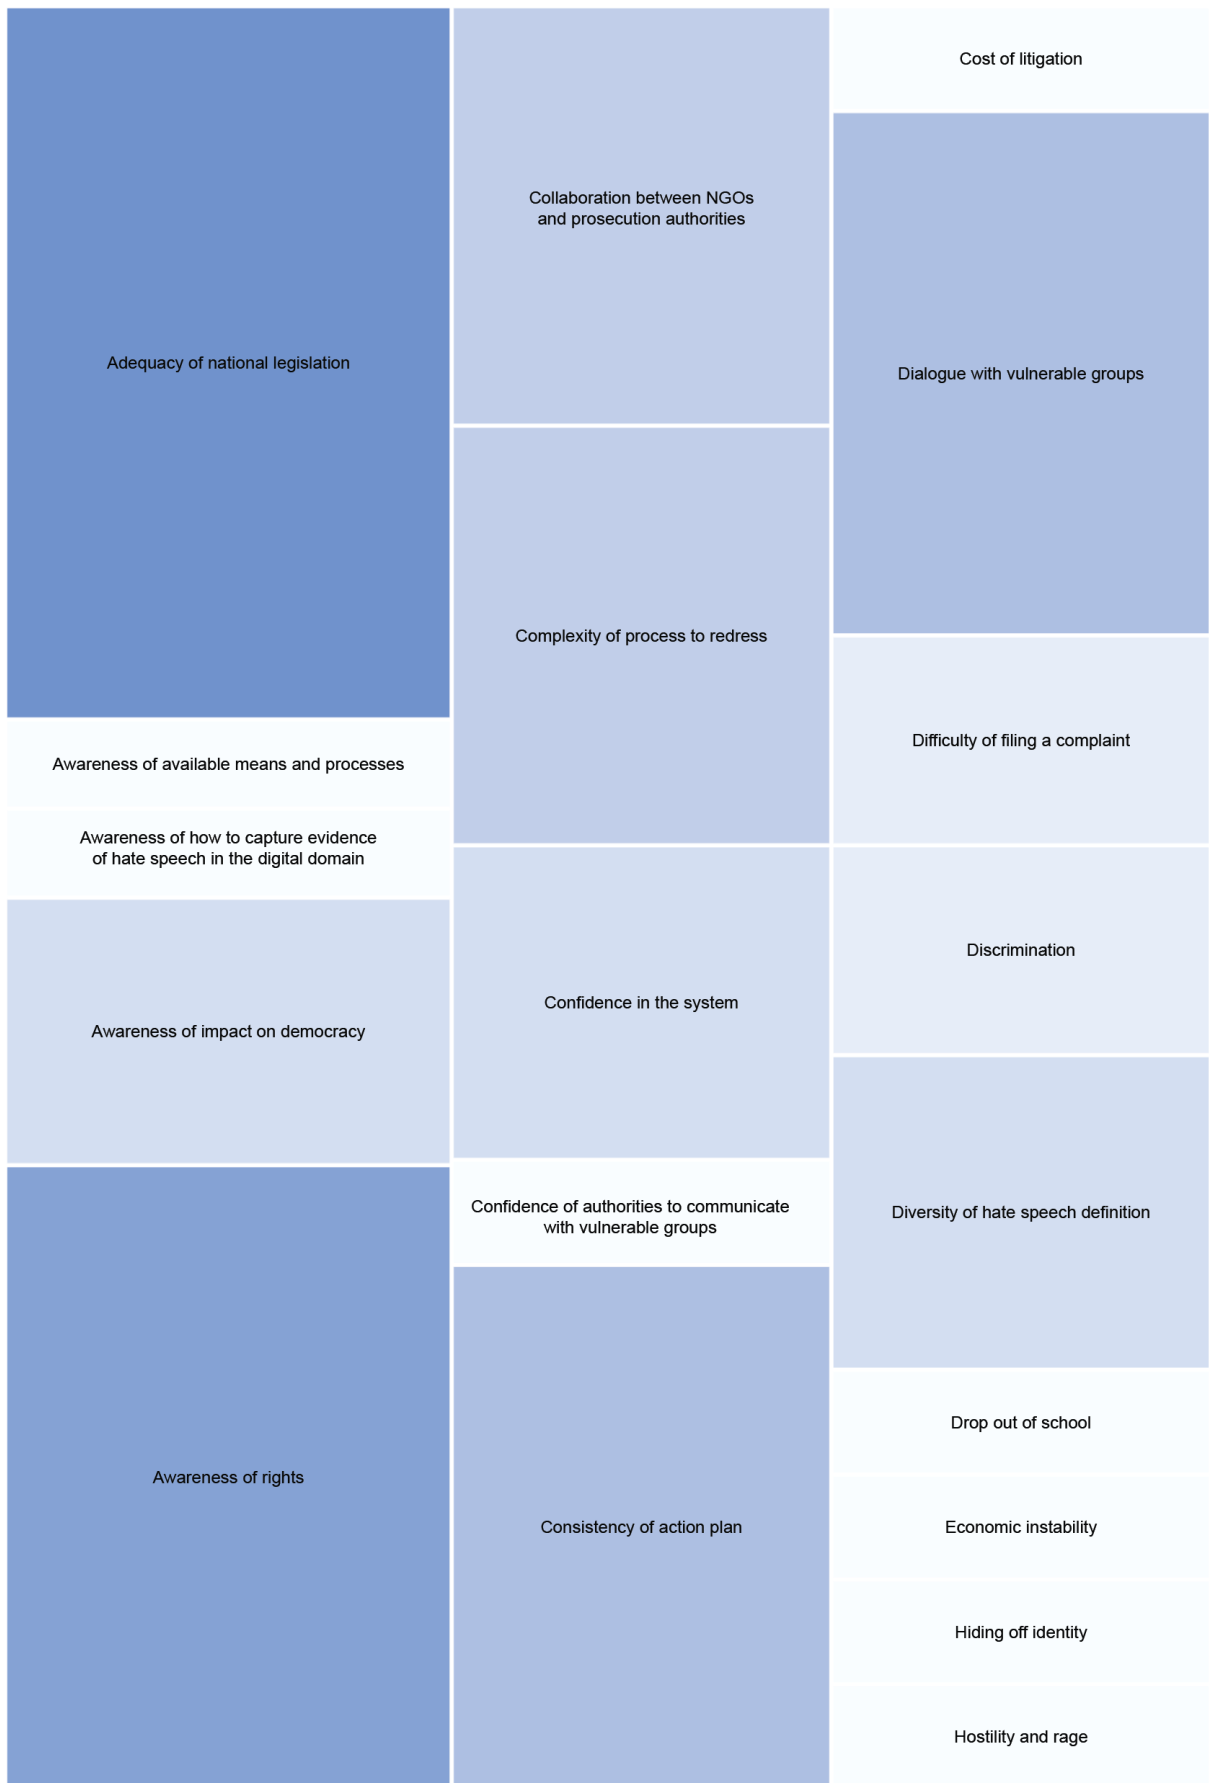 Adequacy of national legislation
Awareness of available means and processes
Awareness of how to capture evidence
of hate speech in the digital domain
Awareness of impact on democracy
Awareness of rights
Collaboration between NGOs
and prosecution authorities
Complexity of process to redress
Confidence in the system
Confidence of authorities to communicate
with vulnerable groups
Consistency of action plan
Cost of litigation
Dialogue with vulnerable groups
Difficulty of filing a complaint
Discrimination
Diversity of hate speech definition
Drop out of school
Economic instability
Hiding off identity
Hostility and rage